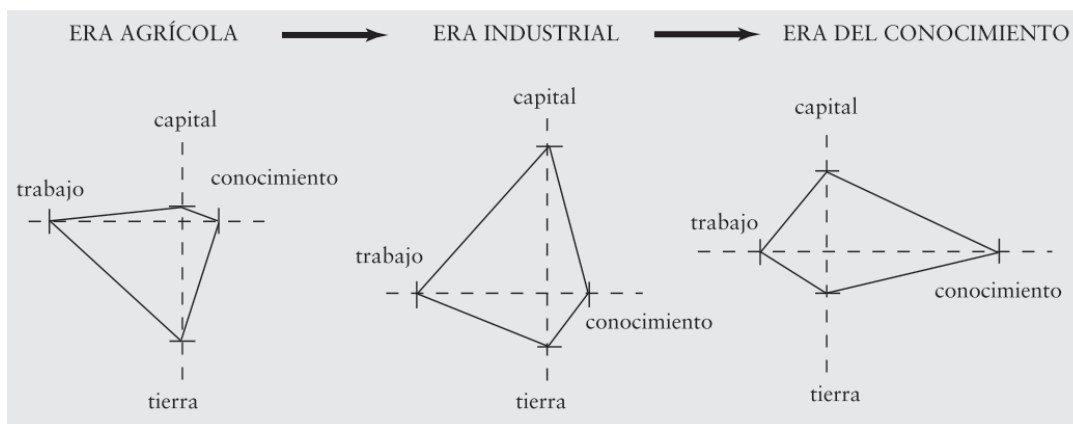 ERA AGRÍCOLA
ERA INDUSTRIAL
ERA DEL CONOCIMIENTO
capital
conocimiento
trabajo
tierra
capital
trabajo
conocimiento
tierra
capital
trabajo
conocimiento
tierra